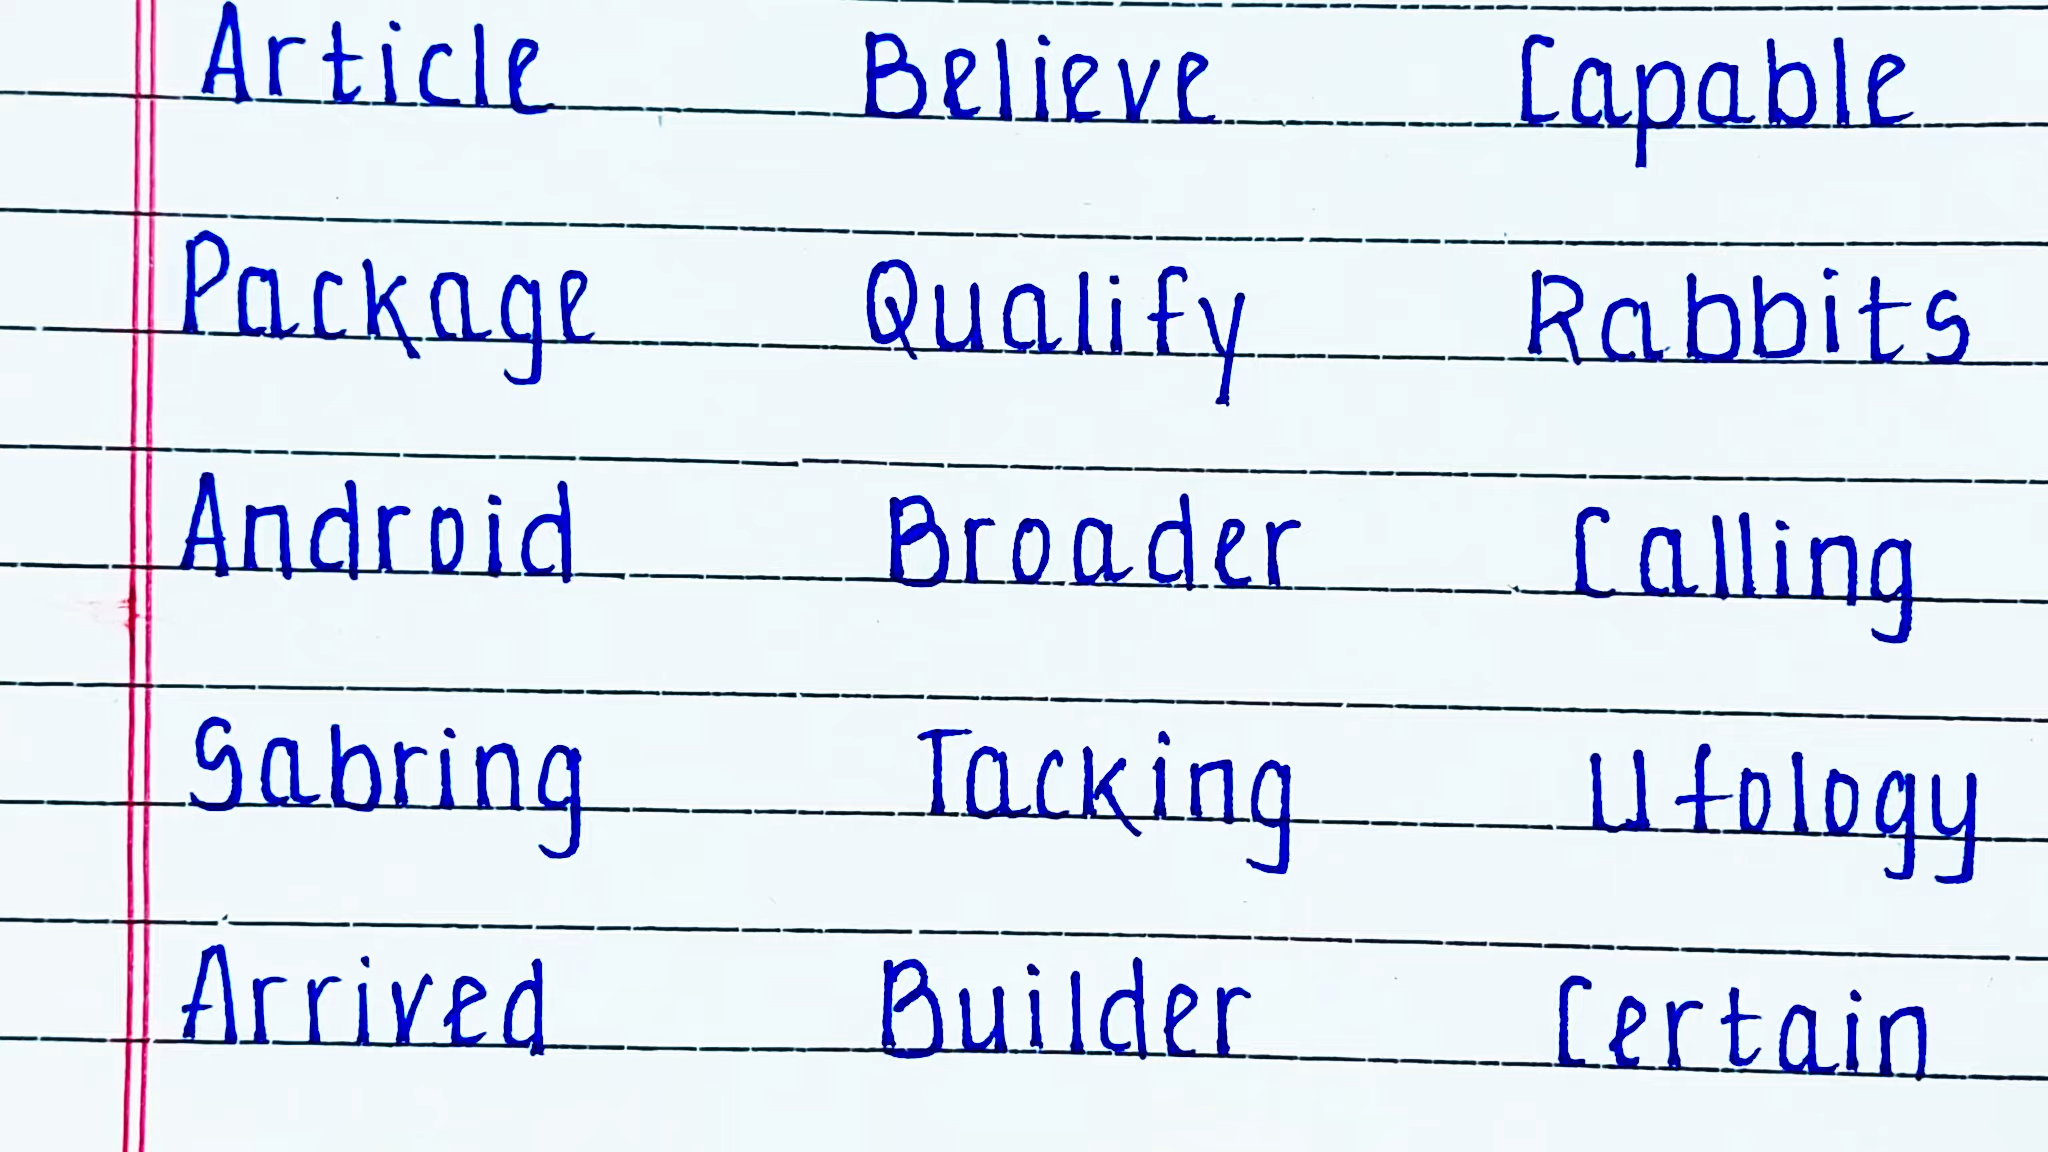 Article Believe Capable
Package Qualify Rabbits
Android Broader Calling
Sabring Tacking Ufology
Arrived Builder Certain